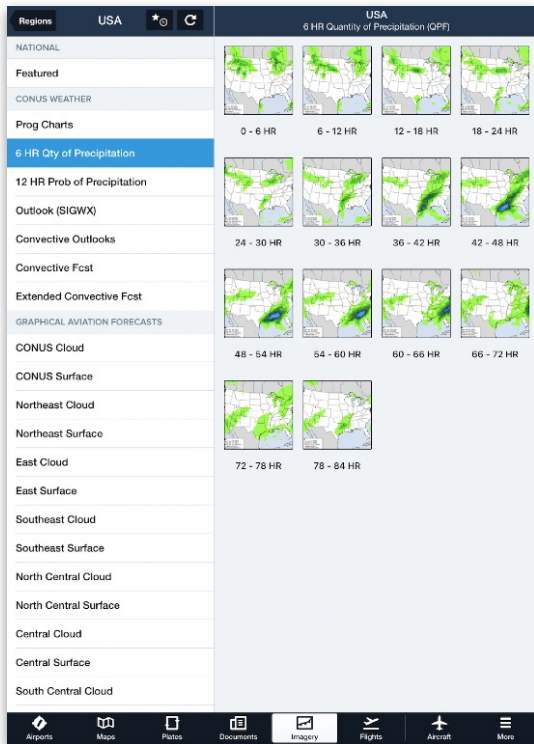 Regions
USA
USA
6 HR Quantity of Precipitation (QPF)
NATIONAL
Featured
CONUS WEATHER
Prog Charts
6 HR Qty of Precipitation
12 HR Prob of Precipitation
Outlook (SIGWX)
Convective Outlooks
Convective Fcst
Extended Convective Fcst
GRAPHICAL AVIATION FORECASTS
CONUS Cloud
CONUS Surface
Northeast Cloud
Northeast Surface
East Cloud
East Surface
Southeast Cloud
Southeast Surface
North Central Cloud
North Central Surface
Central Cloud
Central Surface
South Central Cloud
0 - 6 HR
6 - 12 HR
12 - 18 HR
18 - 24 HR
24 - 30 HR
30 - 36 HR
36 - 42 HR
42 - 48 HR
48 - 54 HR
54 - 60 HR
60 - 66 HR
66 - 72 HR
72 - 78 HR
78 - 84 HR
Airports
Maps
Plates
Documents
Imagery
Flights
Aircraft
More